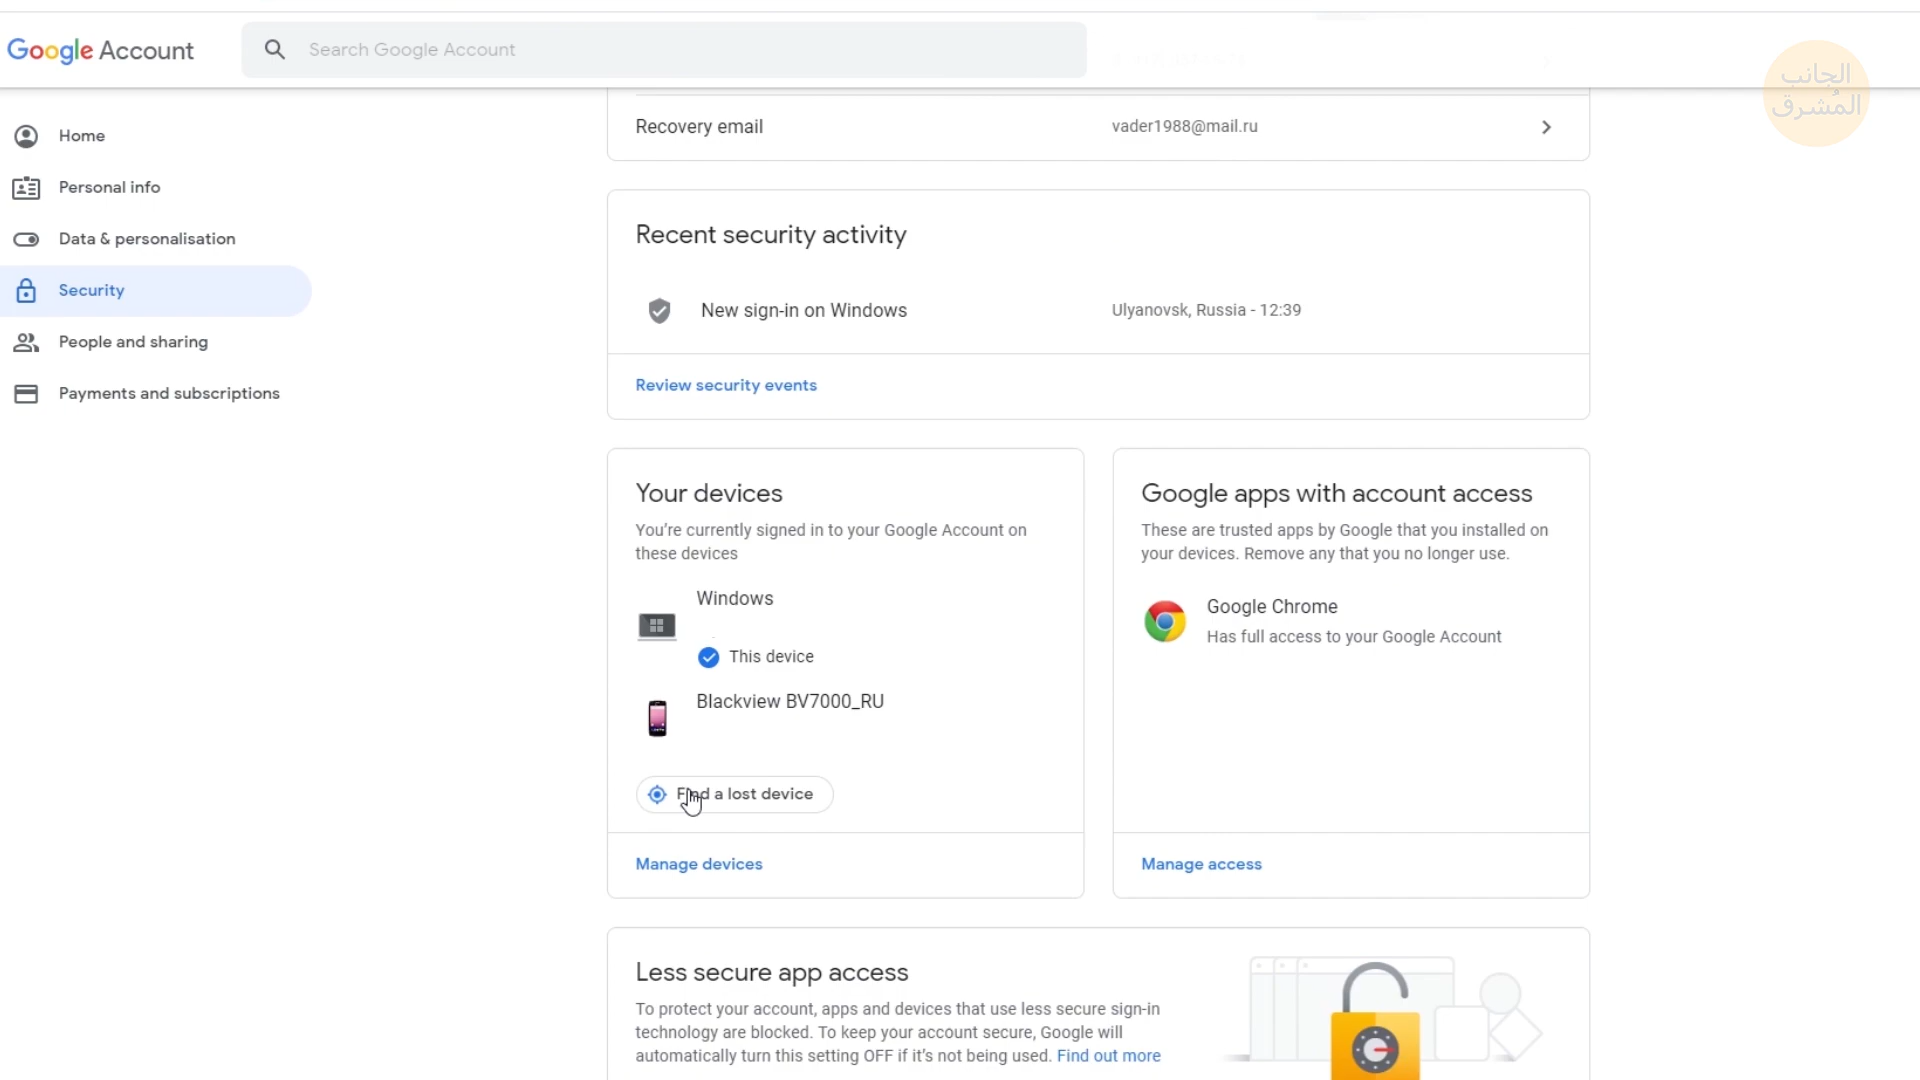 Google Account
Search Google Account
الجانب
المُشرق
Home
Personal info
Data & personalisation
Security
People and sharing
Payments and subscriptions
Recovery email
vader1988@mail.ru
Recent security activity
New sign-in on Windows
Ulyanovsk, Russia - 12:39
Review security events
Your devices
You're currently signed in to your Google Account on
these devices
Windows
This device
Blackview BV7000_RU
Find a lost device
Manage devices
Google apps with account access
These are trusted apps by Google that you installed on
your devices. Remove any that you no longer use.
Google Chrome
Has full access to your Google Account
Manage access
Less secure app access
To protect your account, apps and devices that use less secure sign-in
technology are blocked. To keep your account secure, Google will
automatically turn this setting OFF if it's not being used. Find out more